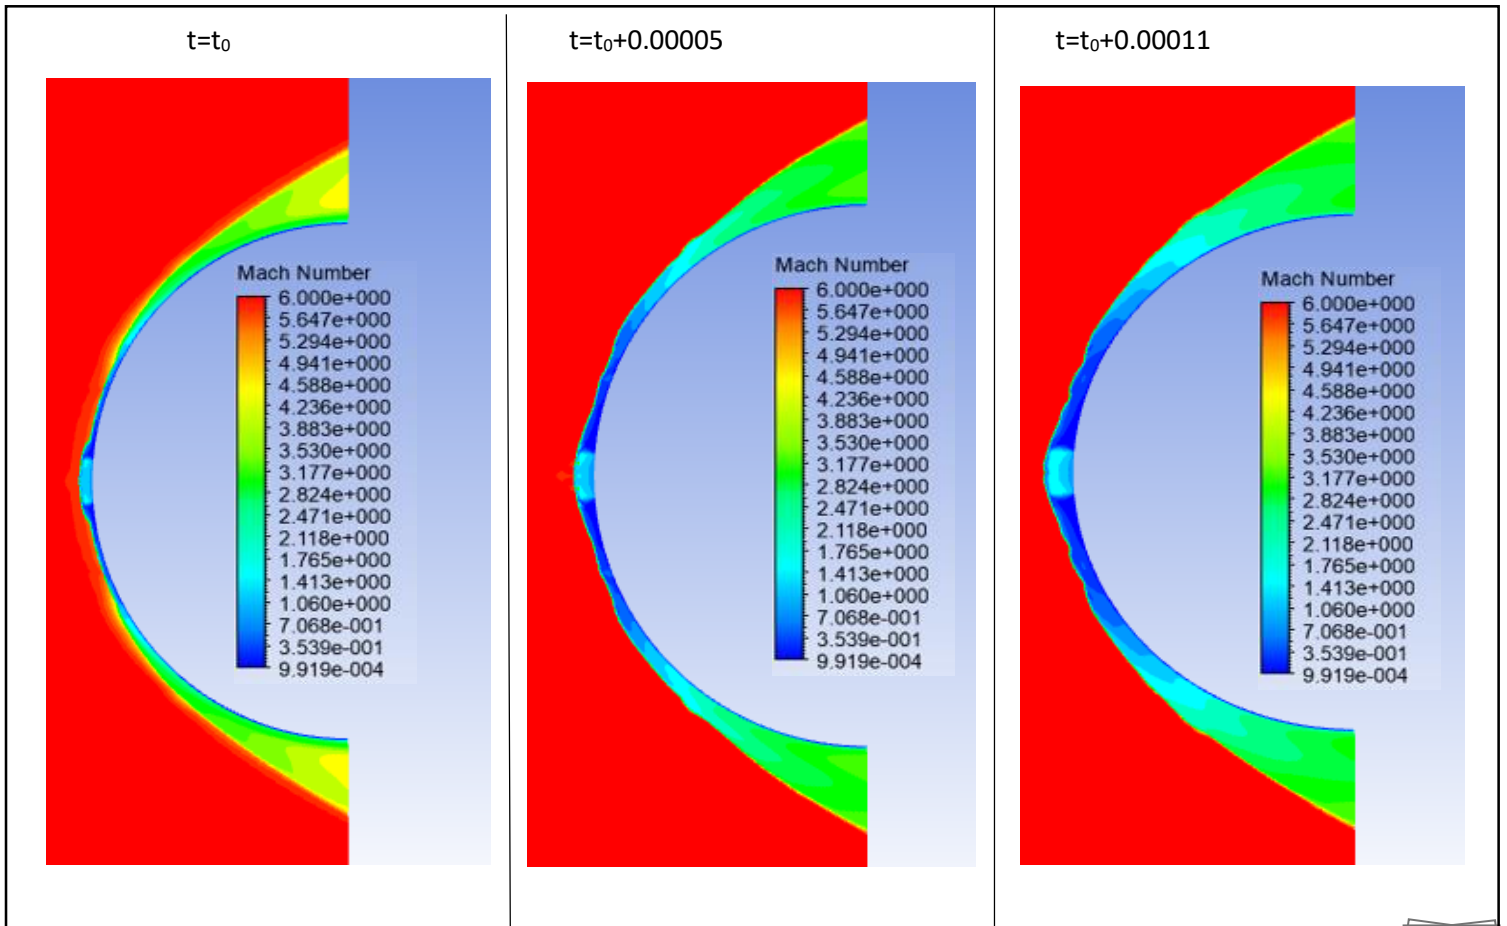 t=t₀
t=t₀+0.00005
t=t₀+0.00011
Mach Number
6.000e+000
5.647e+000
5.294e+000
4.941e+000
4.588e+000
4.236e+000
3.883e+000
3.530e+000
3.177e+000
2.824e+000
2.471e+000
2.118e+000
1.765e+000
1.413e+000
1.060e+000
7.068e-001
3.539e-001
9.919e-004
Mach Number
6.000e+000
5.647e+000
5.294e+000
4.941e+000
4.588e+000
4.236e+000
3.883e+000
3.530e+000
3.177e+000
2.824e+000
2.471e+000
2.118e+000
1.765e+000
1.413e+000
1.060e+000
7.068e-001
3.539e-001
9.919e-004
Mach Number
6.000e+000
5.647e+000
5.294e+000
4.941e+000
4.588e+000
4.236e+000
3.883e+000
3.530e+000
3.177e+000
2.824e+000
2.471e+000
2.118e+000
1.765e+000
1.413e+000
1.060e+000
7.068e-001
3.539e-001
9.919e-004